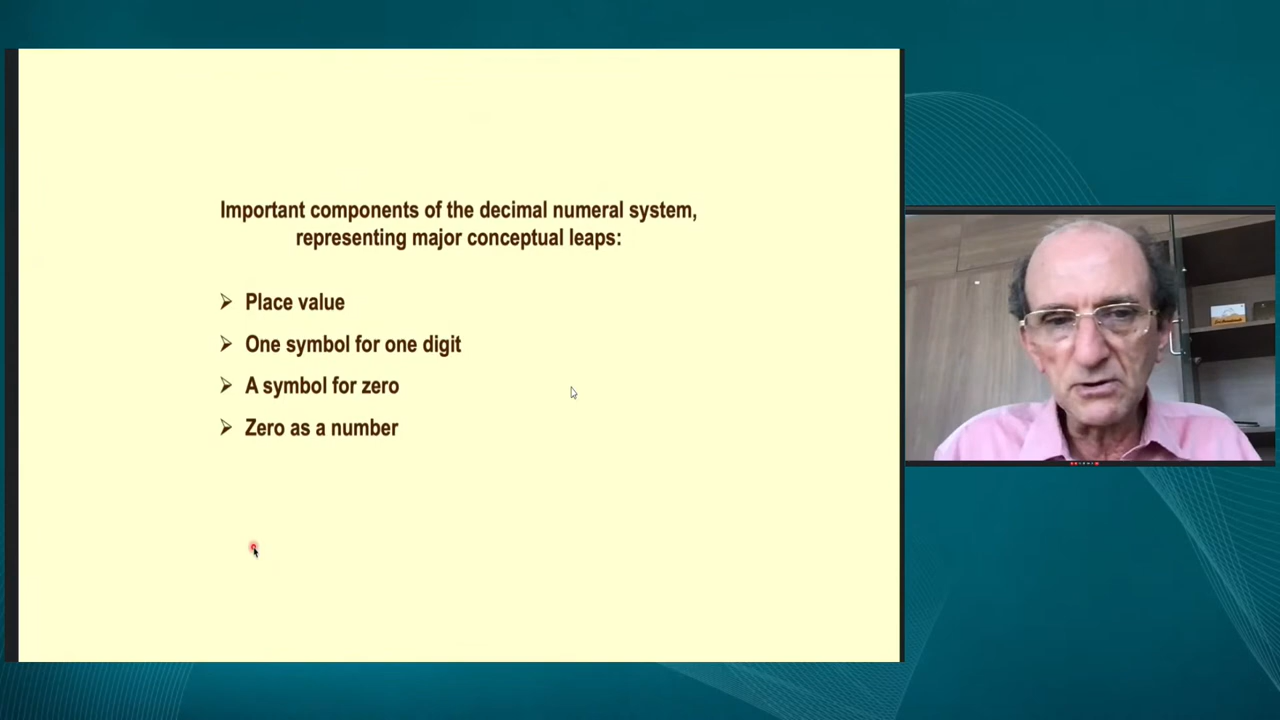 Important components of the decimal numeral system,
representing major conceptual leaps:
➢ Place value
➢ One symbol for one digit
➢ A symbol for zero
➢ Zero as a number